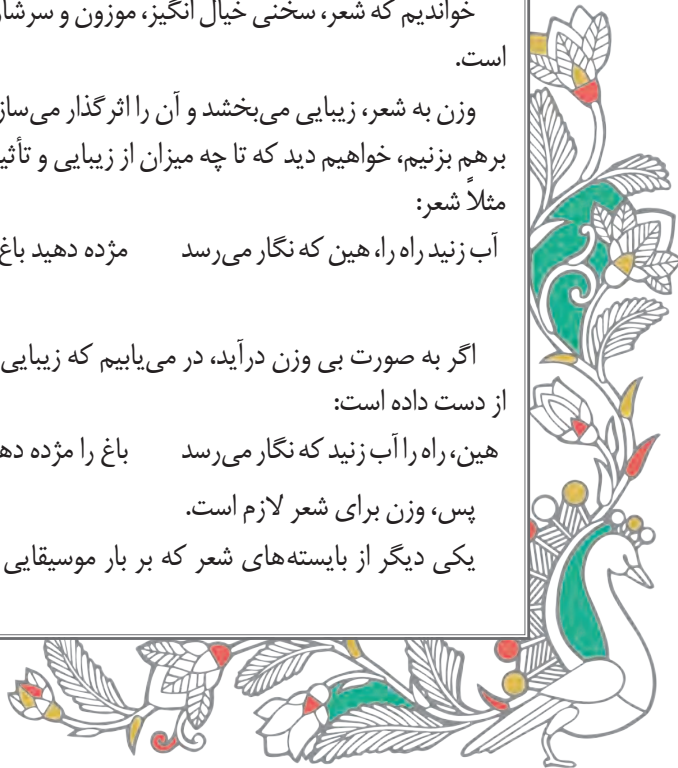 خواندیم که شعر، سخنی خیال انگیز، موزون و سرشار
است.
وزن به شعر، زیبایی می‌بخشد و آن را اثر گذار می‌ساز
برهم بزنیم، خواهیم دید که تا چه میزان از زیبایی و تأثی
مثلاً شعر:
آب زنید راه را، هین که نگار می‌رسد مژده دهید باغ
اگر به صورت بی وزن درآید، در می‌یابیم که زیبایی
از دست داده است:
هین، راه را آب زنید که نگار می‌رسد باغ را مژده ده
پس، وزن برای شعر لازم است.
یکی دیگر از بایسته‌های شعر که بر بار موسیقایی